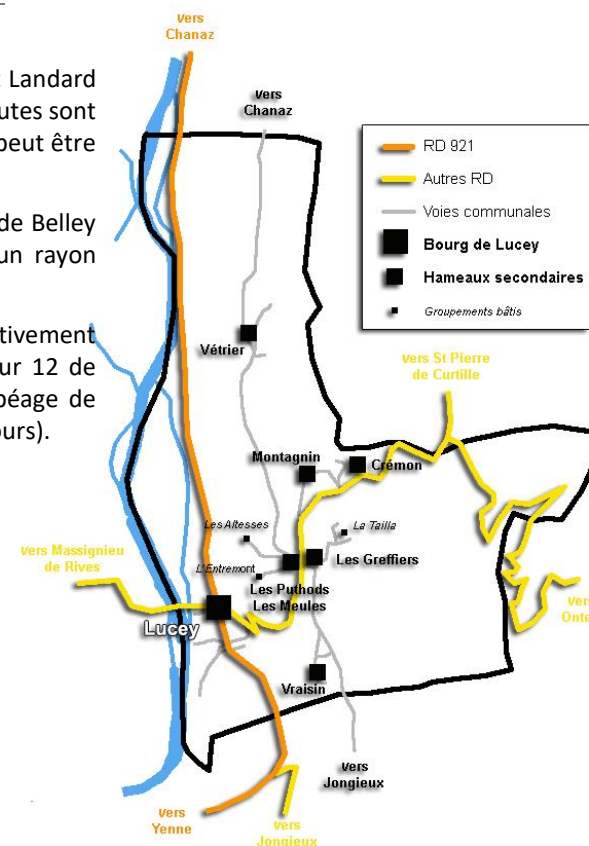 Landard
utes sont
peut être
de Belley
un rayon
tivement
ur 12 de
péage de
ours).
vers
Chanaz
vers
Chanaz
RD 921
Autres RD
Voies communales
Bourg de Lucey
Hameaux secondaires
Groupements bâtis
Vétrier
vers St Pierre
de Curtille
Montagnin
Crémon
Les Altesses
La Tailla
vers Massignieu
de Rives
L'Entremont
Les Greffiers
Les Puthods
Les Meules
Lucey
ver
Onte
Vraisin
vers
Jongieux
vers
Yenne
vers
Jongieux